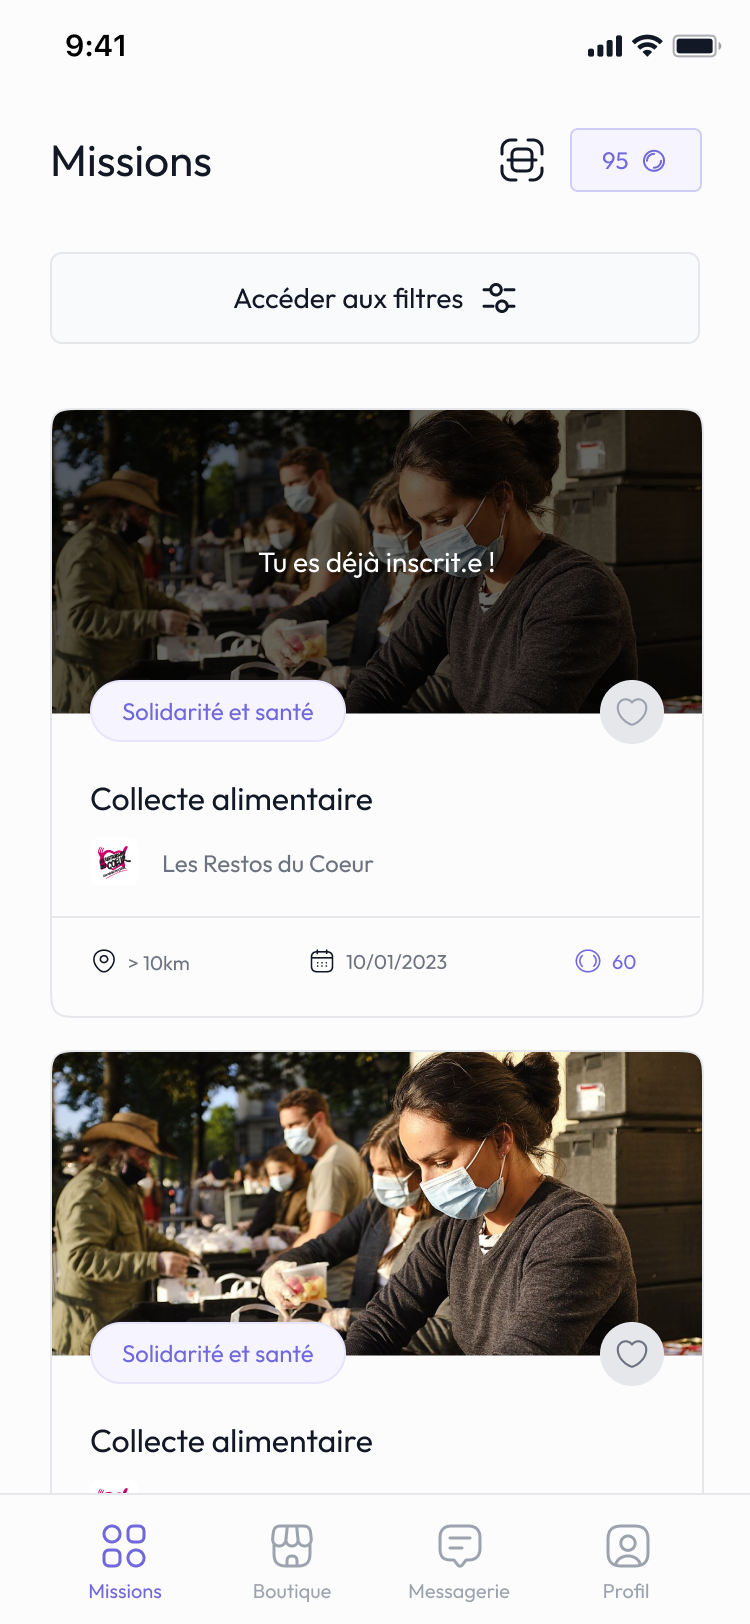 9:41
Missions
95
Accéder aux filtres
Tu es déjà inscrit.e !
Solidarité et santé
Collecte alimentaire
Les Restos du Coeur
> 10km
10/01/2023
60
Solidarité et santé
Collecte alimentaire
Missions
Boutique
Messagerie
Profil